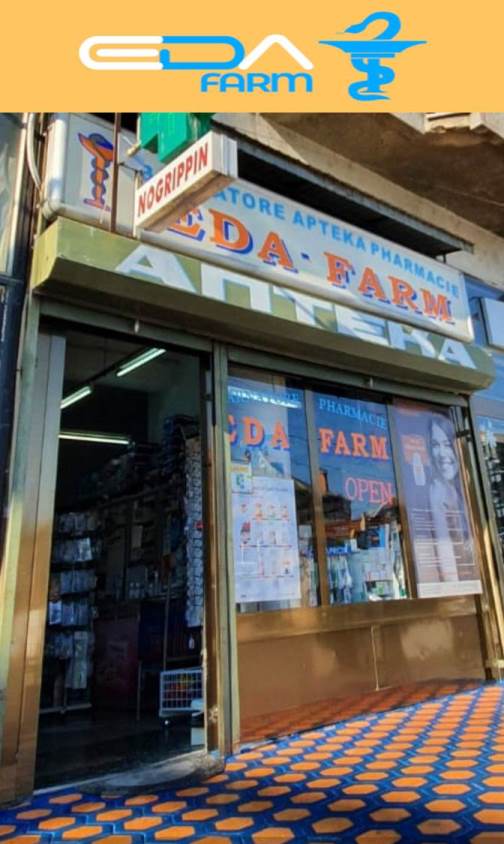 EDA
FARM
NOGRIPPIN
ATORE APTEKA PHARMACIE
EDA-FARM
АПТЕКА
PHARMACIE
EDA FARM
OPEN